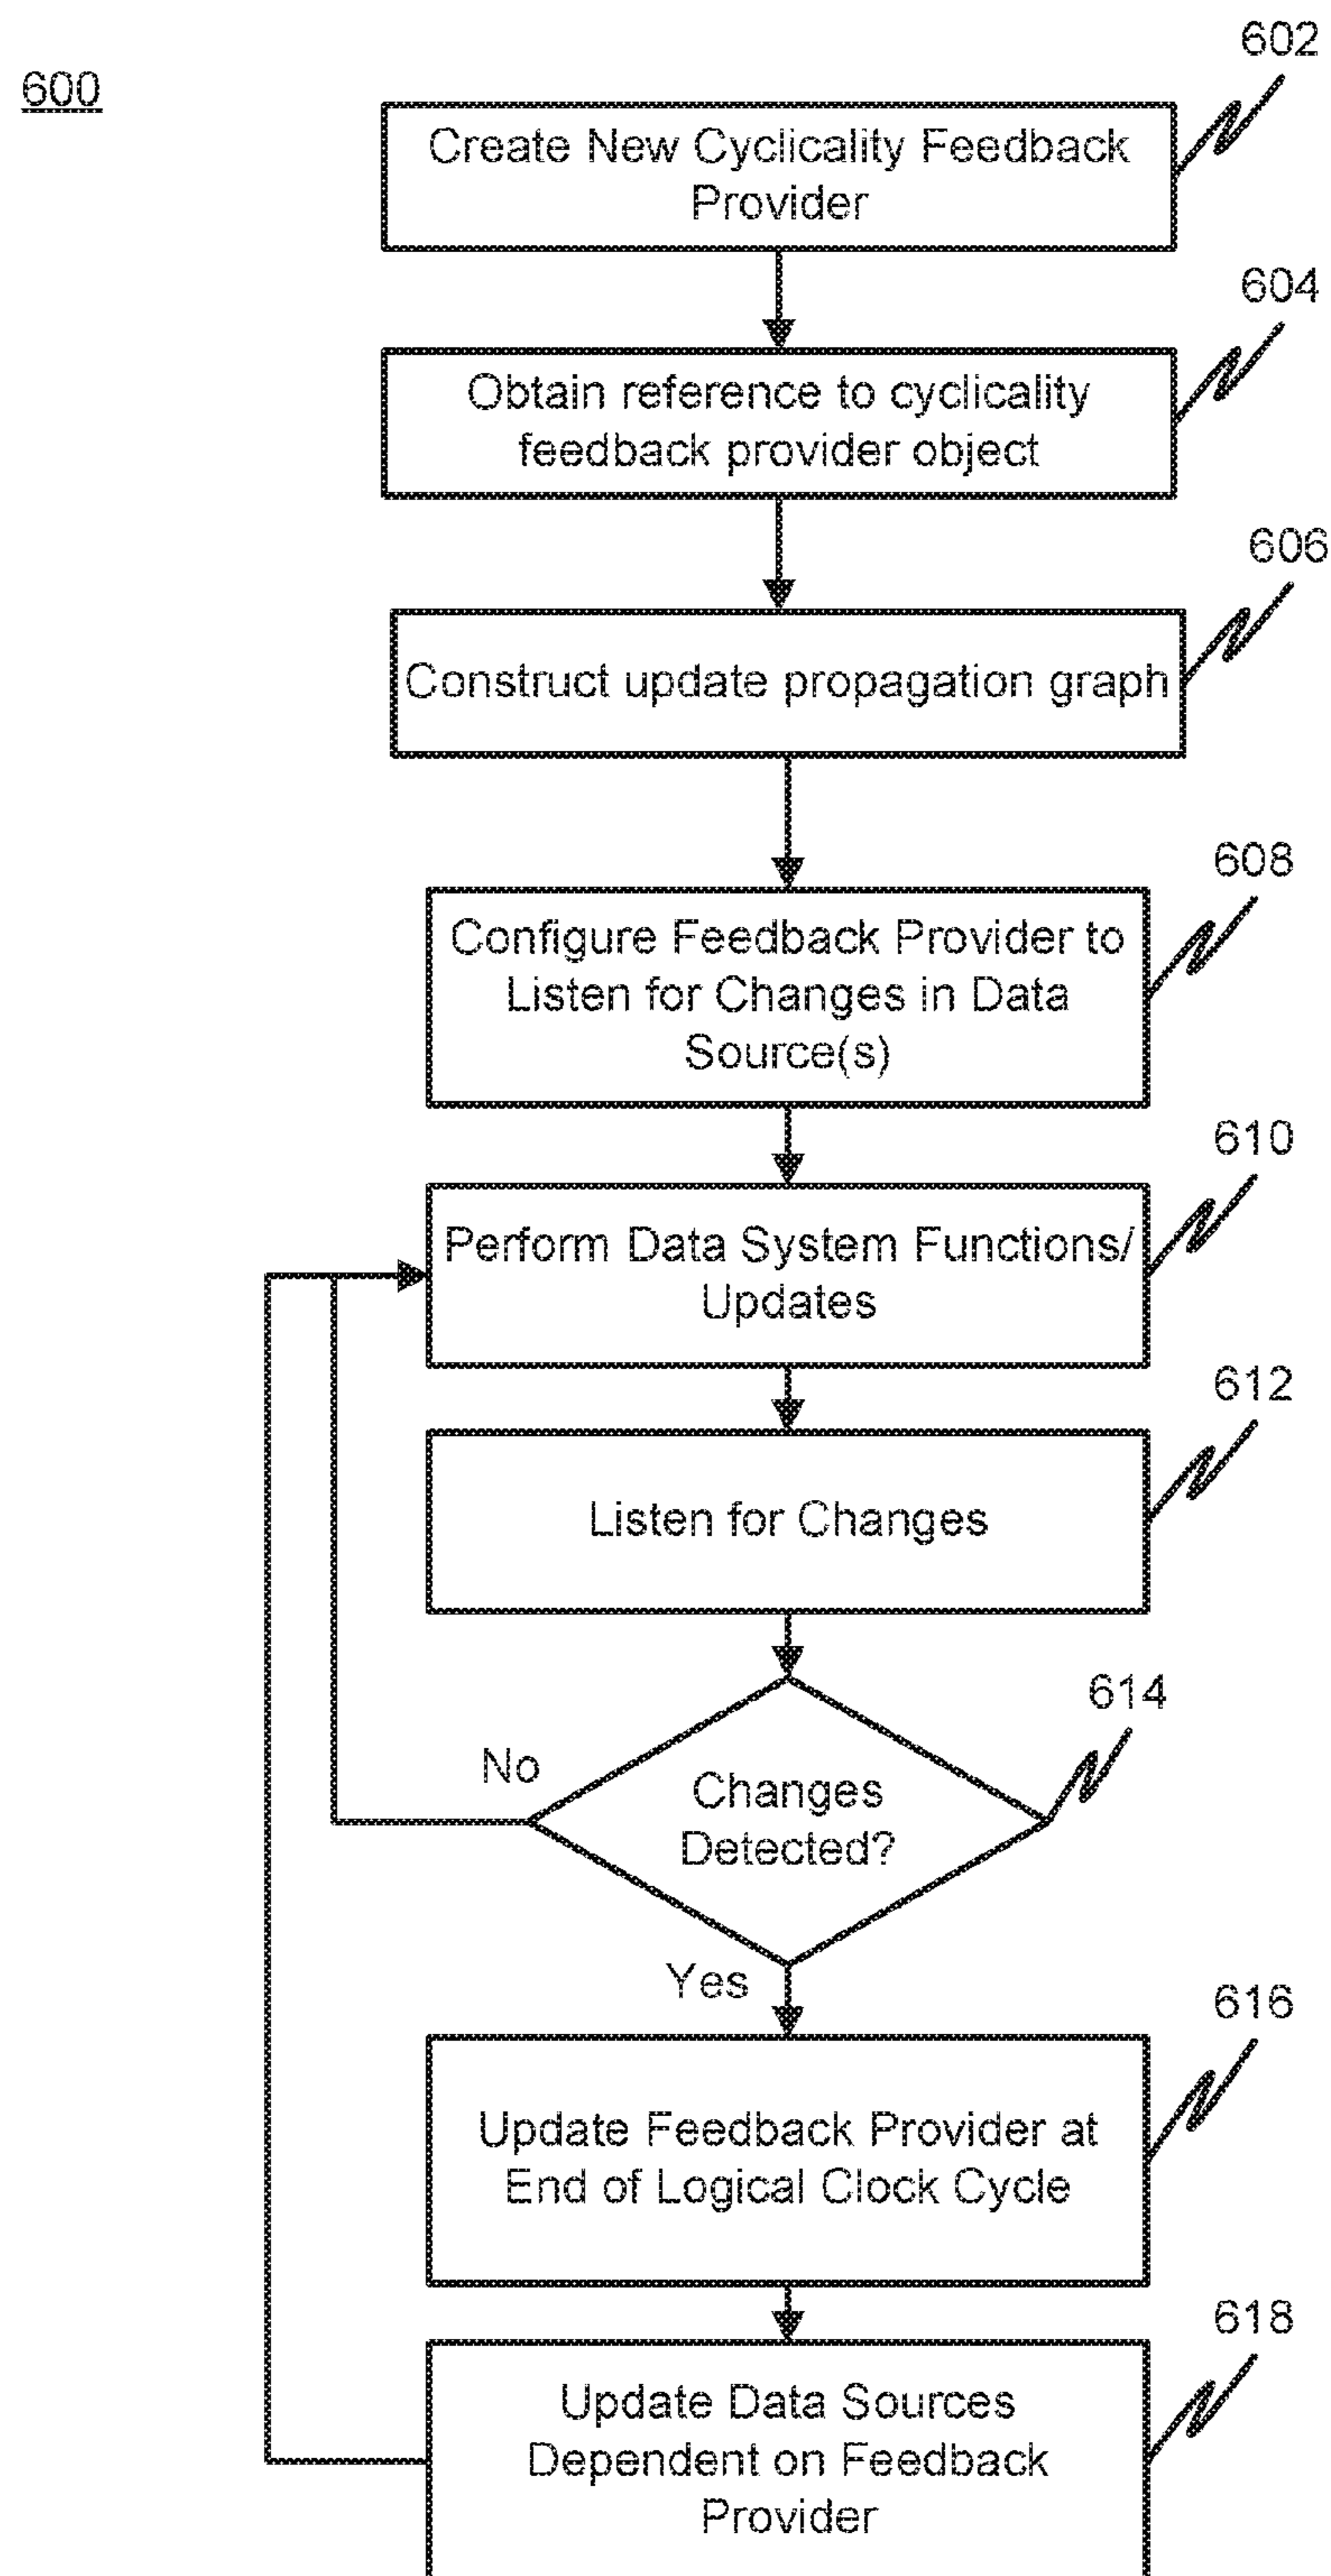 600
602
Create New Cyclicality Feedback
Provider
604
Obtain reference to cyclicality
feedback provider object
606
Construct update propagation graph
608
Configure Feedback Provider to
Listen for Changes in Data
Source(s)
610
Perform Data System Functions/
Updates
612
Listen for Changes
614
No
Changes
Detected?
Yes
616
Update Feedback Provider at
End of Logical Clock Cycle
618
Update Data Sources
Dependent on Feedback
Provider